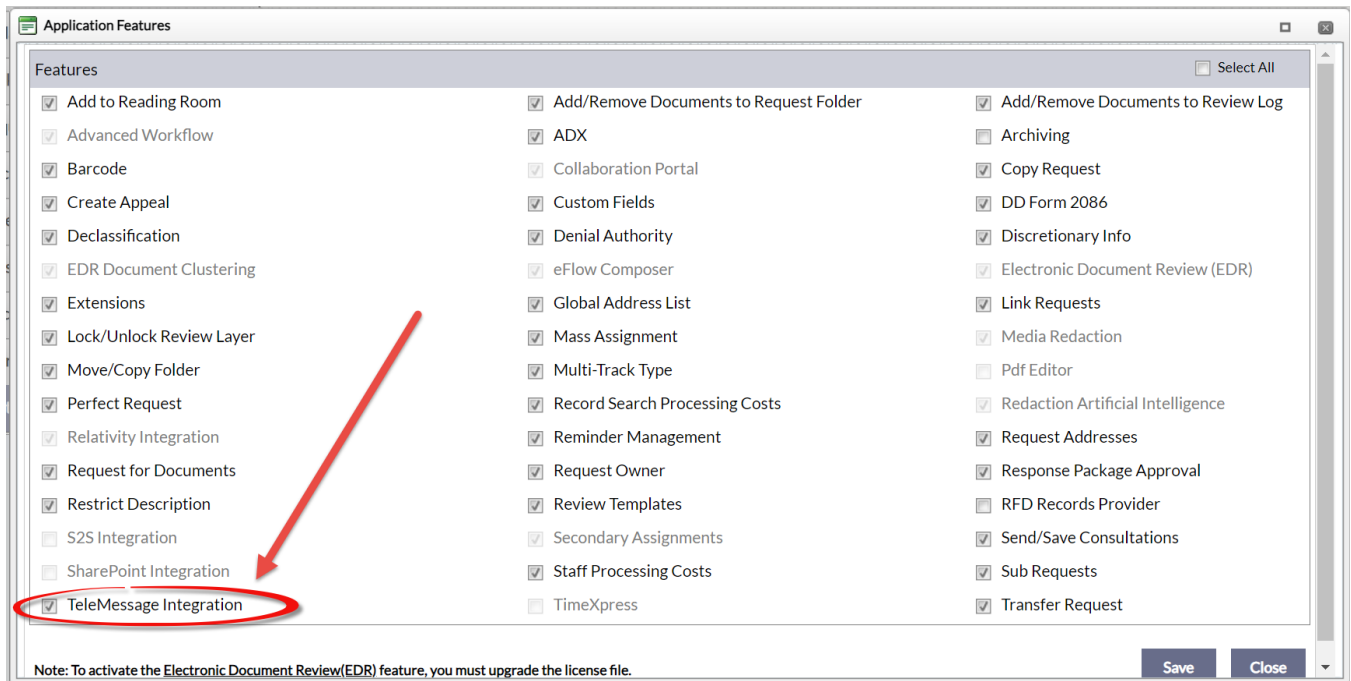 Application Features
Features Select All
Add to Reading Room Add/Remove Documents to Request Folder Add/Remove Documents to Review Log
Advanced Workflow ADX Archiving
Barcode Collaboration Portal Copy Request
Create Appeal Custom Fields DD Form 2086
Declassification Denial Authority Discretionary Info
EDR Document Clustering eFlow Composer Electronic Document Review (EDR)
Extensions Global Address List Link Requests
Lock/Unlock Review Layer Mass Assignment Media Redaction
Move/Copy Folder Multi-Track Type Pdf Editor
Perfect Request Record Search Processing Costs Redaction Artificial Intelligence
Relativity Integration Reminder Management Request Addresses
Request for Documents Request Owner Response Package Approval
Restrict Description Review Templates RFD Records Provider
S2S Integration Secondary Assignments Send/Save Consultations
SharePoint Integration Staff Processing Costs Sub Requests
TeleMessage Integration TimeXpress Transfer Request
Note: To activate the Electronic Document Review(EDR) feature, you must upgrade the license file. Save Close